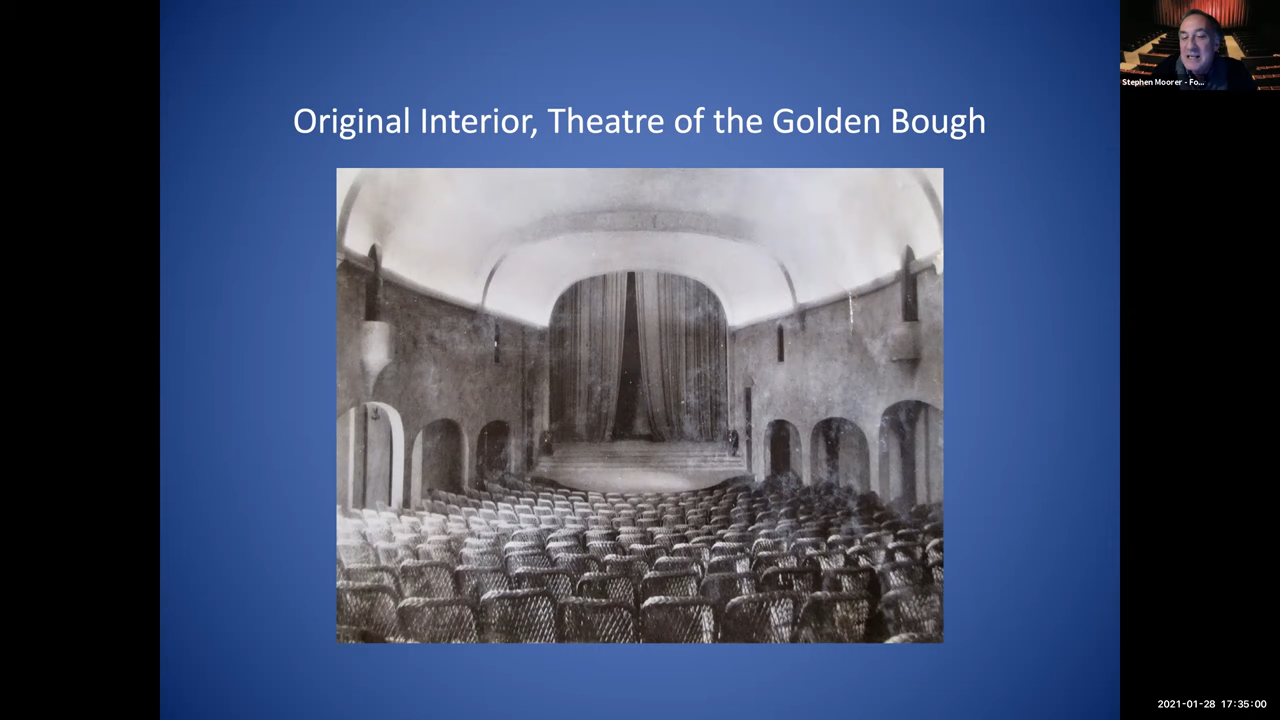 Original Interior, Theatre of the Golden Bough
Stephen Moorer - Fo...
2021-01-28 17:35:00